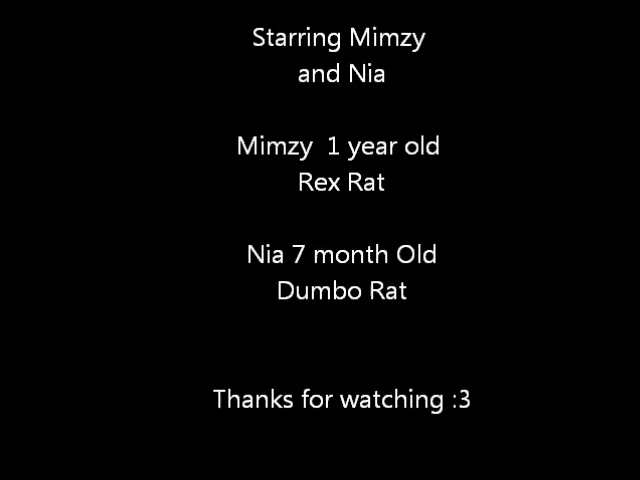 Starring Mimzy
and Nia
Mimzy  1 year old
Rex Rat
Nia 7 month Old
Dumbo Rat
Thanks for watching :3